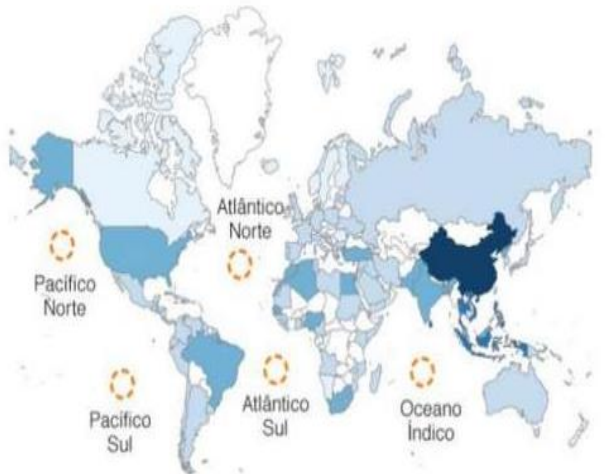 Atlântico
Norte
Pacífico
Norte
Pacífico
Sul
Atlântico
Sul
Oceano
Índico